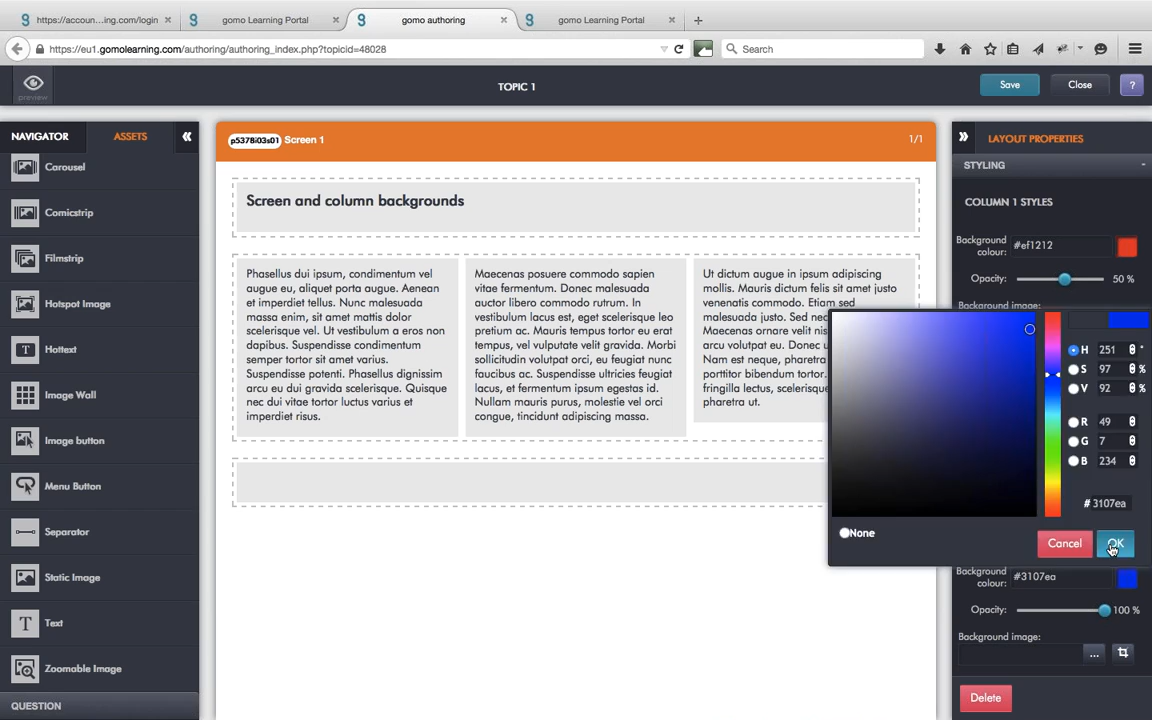 https://accoun...ing.com/login ×
gomo Learning Portal ×
gomo authoring ×
gomo Learning Portal ×
https://eu1.gomolearning.com/authoring/authoring_index.php?topicid=48028
Search
preview
TOPIC 1
Save
Close
?
NAVIGATOR
ASSETS
Carousel
Comicstrip
Filmstrip
Hotspot Image
Hottext
Image Wall
Image button
Menu Button
Separator
Static Image
Text
Zoomable Image
QUESTION
p5378i03s01 Screen 1
1/1
Screen and column backgrounds
Phasellus dui ipsum, condimentum vel
augue eu, aliquet porta augue. Aenean
et imperdiet tellus. Nunc malesuada
massa enim, sit amet mattis dolor
scelerisque vel. Ut vestibulum a eros non
dapibus. Suspendisse condimentum
semper tortor sit amet varius.
Suspendisse potenti. Phasellus dignissim
arcu eu dui gravida scelerisque. Quisque
nec dui vitae tortor luctus varius et
imperdiet risus.
Maecenas posuere commodo sapien
vitae fermentum. Donec malesuada
auctor libero commodo rutrum. In
vestibulum lacus est, eget scelerisque leo
pretium ac. Mauris tempus tortor eu erat
tempus, vel vulputate velit gravida. Morbi
sollicitudin volutpat orci, eu feugiat nunc
faucibus ac. Suspendisse ultricies feugiat
lacus, et fermentum ipsum egestas id.
Nullam mauris purus, molestie vel orci
congue, tincidunt adipiscing massa.
Ut dictum augue in ipsum adipiscing
mollis. Mauris dictum felis sit amet justo
venenatis commodo. Etiam sed
malesuada justo. Sed
Maecenas ornare velit
volutpat eu. Donec
Nam est neque, pharetra
porttitor bibendum tortor.
fringilla lectus, scelerisque
pharetra ut.
LAYOUT PROPERTIES
STYLING
COLUMN 1 STYLES
Background
colour:
#ef1212
Opacity:
50 %
Background image:
H 251 °
S 97 %
V 92 %
R 49
G 7
B 234
# 3107ea
None
Cancel
OK
Background
colour:
#3107ea
Opacity:
100 %
Background image:
...
Delete